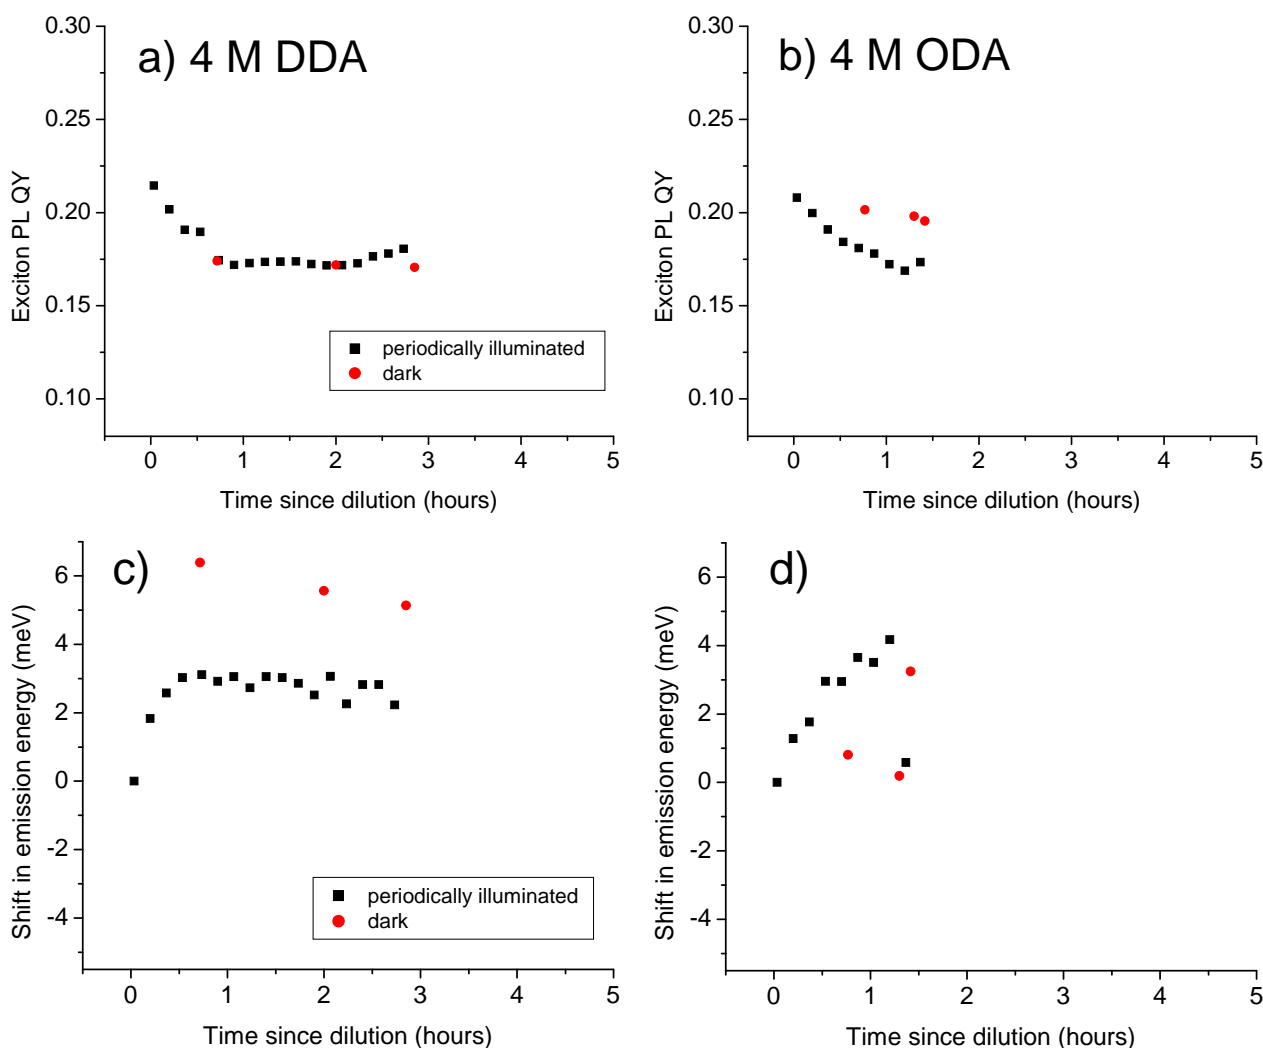 a) 4 M DDA
0.30
0.25
0.20
0.15
0.10
Exciton PL QY
periodically illuminated
dark
0 1 2 3 4 5
Time since dilution (hours)
b) 4 M ODA
0.30
0.25
0.20
0.15
0.10
Exciton PL QY
0 1 2 3 4 5
Time since dilution (hours)
c)
6
4
2
0
-2
-4
Shift in emission energy (meV)
periodically illuminated
dark
0 1 2 3 4 5
Time since dilution (hours)
d)
6
4
2
0
-2
-4
Shift in emission energy (meV)
0 1 2 3 4 5
Time since dilution (hours)